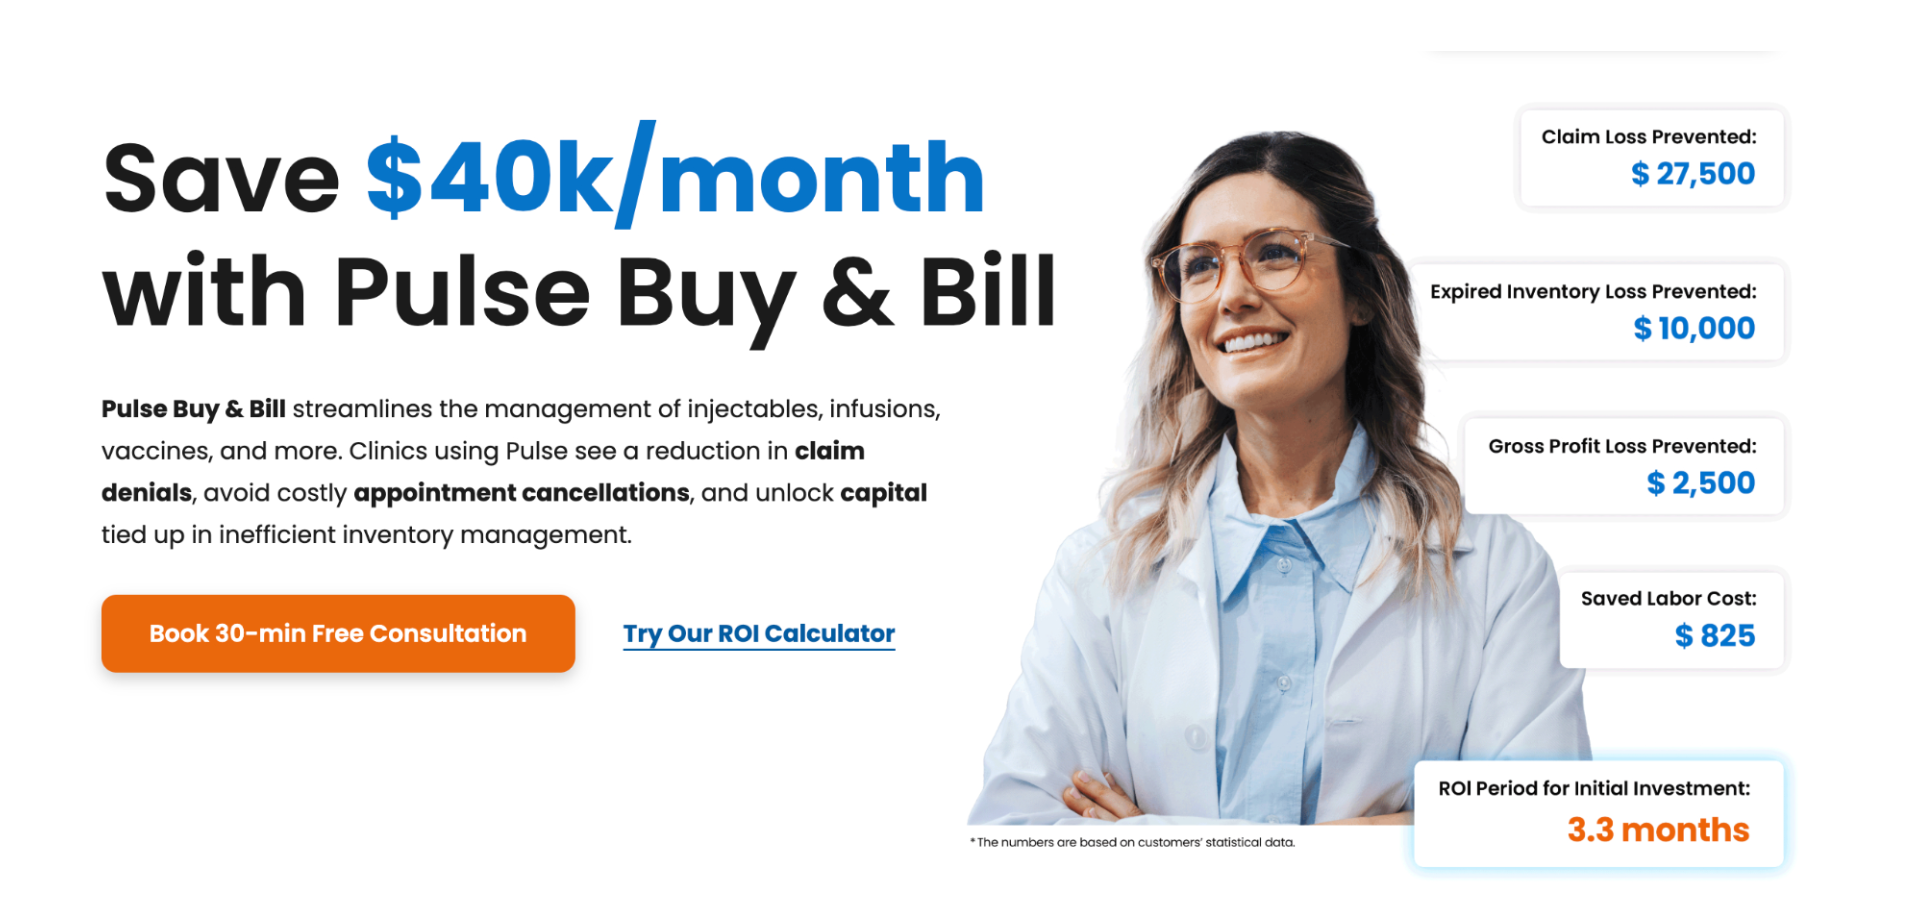 Save $40k/month
with Pulse Buy & Bill
Pulse Buy & Bill streamlines the management of injectables, infusions,
vaccines, and more. Clinics using Pulse see a reduction in claim
denials, avoid costly appointment cancellations, and unlock capital
tied up in inefficient inventory management.
Book 30-min Free Consultation
Try Our ROI Calculator
Claim Loss Prevented:
$ 27,500
Expired Inventory Loss Prevented:
$ 10,000
Gross Profit Loss Prevented:
$ 2,500
Saved Labor Cost:
$ 825
ROI Period for Initial Investment:
3.3 months
* The numbers are based on customers' statistical data.